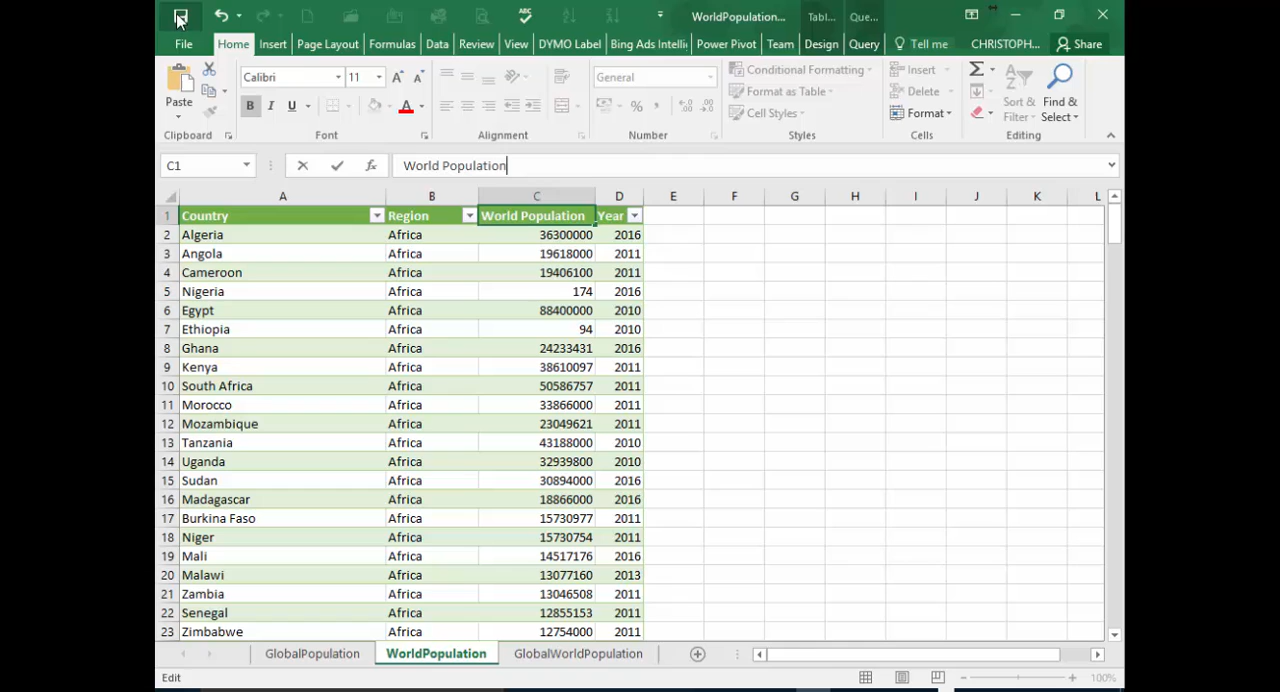 ABC WorldPopulation... Tabl... Que...
File Home Insert Page Layout Formulas Data Review View DYMO Label Bing Ads Intelli Power Pivot Team Design Query Tell me CHRISTOPH... Share
Paste Calibri 11 B I U A General % Conditional Formatting Format as Table Cell Styles Insert Delete Format Sort & Filter Find & Select
Clipboard Font Alignment Number Styles Cells Editing
C1 fx World Population
A B C D E F G H I J K L
1 Country Region World Population Year
2 Algeria Africa 36300000 2016
3 Angola Africa 19618000 2011
4 Cameroon Africa 19406100 2011
5 Nigeria Africa 174 2016
6 Egypt Africa 88400000 2010
7 Ethiopia Africa 94 2010
8 Ghana Africa 24233431 2016
9 Kenya Africa 38610097 2011
10 South Africa Africa 50586757 2011
11 Morocco Africa 33866000 2011
12 Mozambique Africa 23049621 2011
13 Tanzania Africa 43188000 2010
14 Uganda Africa 32939800 2010
15 Sudan Africa 30894000 2016
16 Madagascar Africa 18866000 2016
17 Burkina Faso Africa 15730977 2011
18 Niger Africa 15730754 2011
19 Mali Africa 14517176 2016
20 Malawi Africa 13077160 2013
21 Zambia Africa 13046508 2011
22 Senegal Africa 12855153 2011
23 Zimbabwe Africa 12754000 2011
GlobalPopulation WorldPopulation GlobalWorldPopulation
Edit 100%